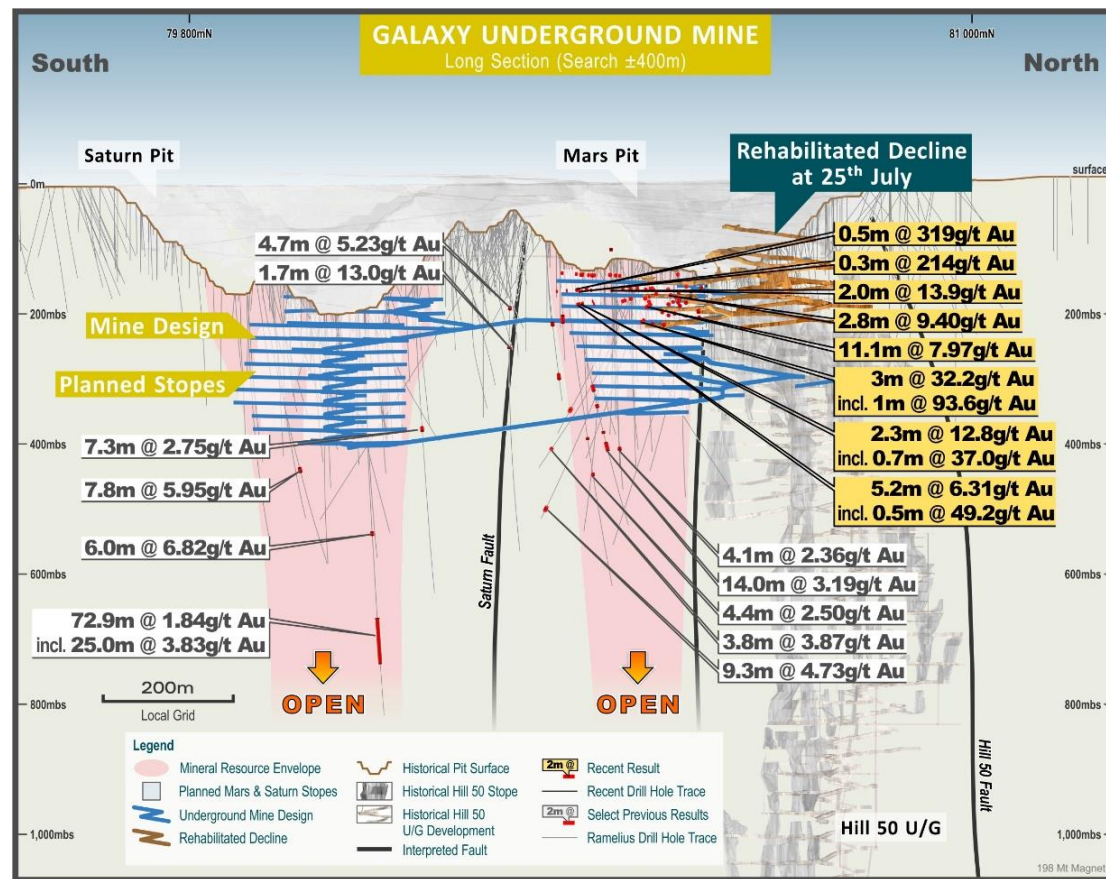 79 800mN
81 000mN
GALAXY UNDERGROUND MINE
Long Section (Search ±400m)
South
North
Saturn Pit
Mars Pit
Rehabilitated Decline
at 25th July
0m
surface
4.7m @ 5.23g/t Au
1.7m @ 13.0g/t Au
0.5m @ 319g/t Au
0.3m @ 214g/t Au
2.0m @ 13.9g/t Au
2.8m @ 9.40g/t Au
11.1m @ 7.97g/t Au
3m @ 32.2g/t Au
incl. 1m @ 93.6g/t Au
2.3m @ 12.8g/t Au
incl. 0.7m @ 37.0g/t Au
5.2m @ 6.31g/t Au
incl. 0.5m @ 49.2g/t Au
200mbs
200mbs
Mine Design
Planned Stopes
400mbs
400mbs
7.3m @ 2.75g/t Au
7.8m @ 5.95g/t Au
6.0m @ 6.82g/t Au
72.9m @ 1.84g/t Au
incl. 25.0m @ 3.83g/t Au
4.1m @ 2.36g/t Au
14.0m @ 3.19g/t Au
4.4m @ 2.50g/t Au
3.8m @ 3.87g/t Au
9.3m @ 4.73g/t Au
Saturn Fault
600mbs
600mbs
200m
Local Grid
OPEN
OPEN
800mbs
800mbs
Hill 50 Fault
Legend
Mineral Resource Envelope
Planned Mars & Saturn Stopes
Underground Mine Design
Rehabilitated Decline
Historical Pit Surface
Historical Hill 50 Stope
Historical Hill 50
U/G Development
Interpreted Fault
2m @
Recent Result
Recent Drill Hole Trace
2m @
Select Previous Results
Ramelius Drill Hole Trace
Hill 50 U/G
1,000mbs
1,000mbs
198 Mt Magnet